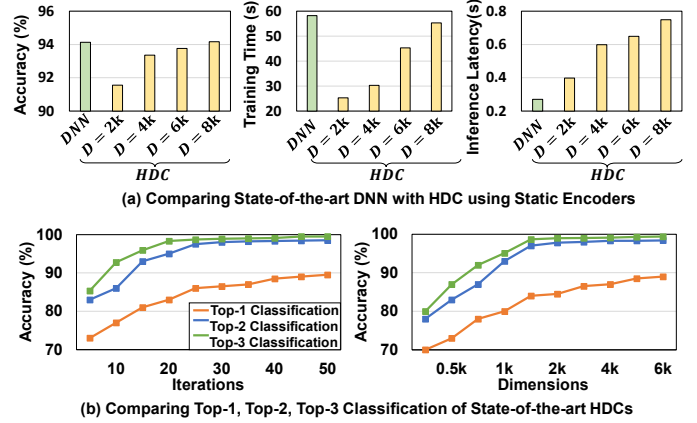 Accuracy (%)
96
94
92
90
DNN
D = 2k
D = 4k
D = 6k
D = 8k
HDC
Training Time (s)
60
50
40
30
20
DNN
D = 2k
D = 4k
D = 6k
D = 8k
HDC
Inference Latency(s)
0.8
0.6
0.4
0.2
DNN
D = 2k
D = 4k
D = 6k
D = 8k
HDC
(a) Comparing State-of-the-art DNN with HDC using Static Encoders
Accuracy (%)
100
90
80
70
10 20 30 40 50
Iterations
Top-1 Classification
Top-2 Classification
Top-3 Classification
Accuracy (%)
100
90
80
70
0.5k 1k 2k 4k 6k
Dimensions
(b) Comparing Top-1, Top-2, Top-3 Classification of State-of-the-art HDCs